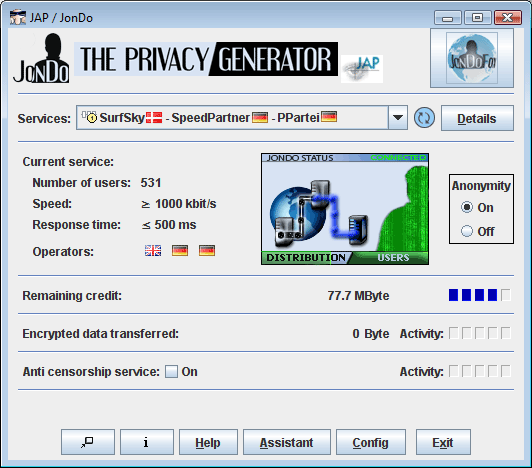 JAP / JonDo
JONDO THE PRIVACY GENERATOR JAP JONDOFOX
Services: SurfSky - SpeedPartner - PPartei Details
Current service:
Number of users: 531
Speed: ≥ 1000 kbit/s
Response time: ≤ 500 ms
Operators:
JONDO STATUS CONNECTED
DISTRIBUTION / USERS
Anonymity
On
Off
Remaining credit: 77.7 MByte
Encrypted data transferred: 0 Byte Activity:
Anti censorship service: On Activity:
i Help Assistant Config Exit